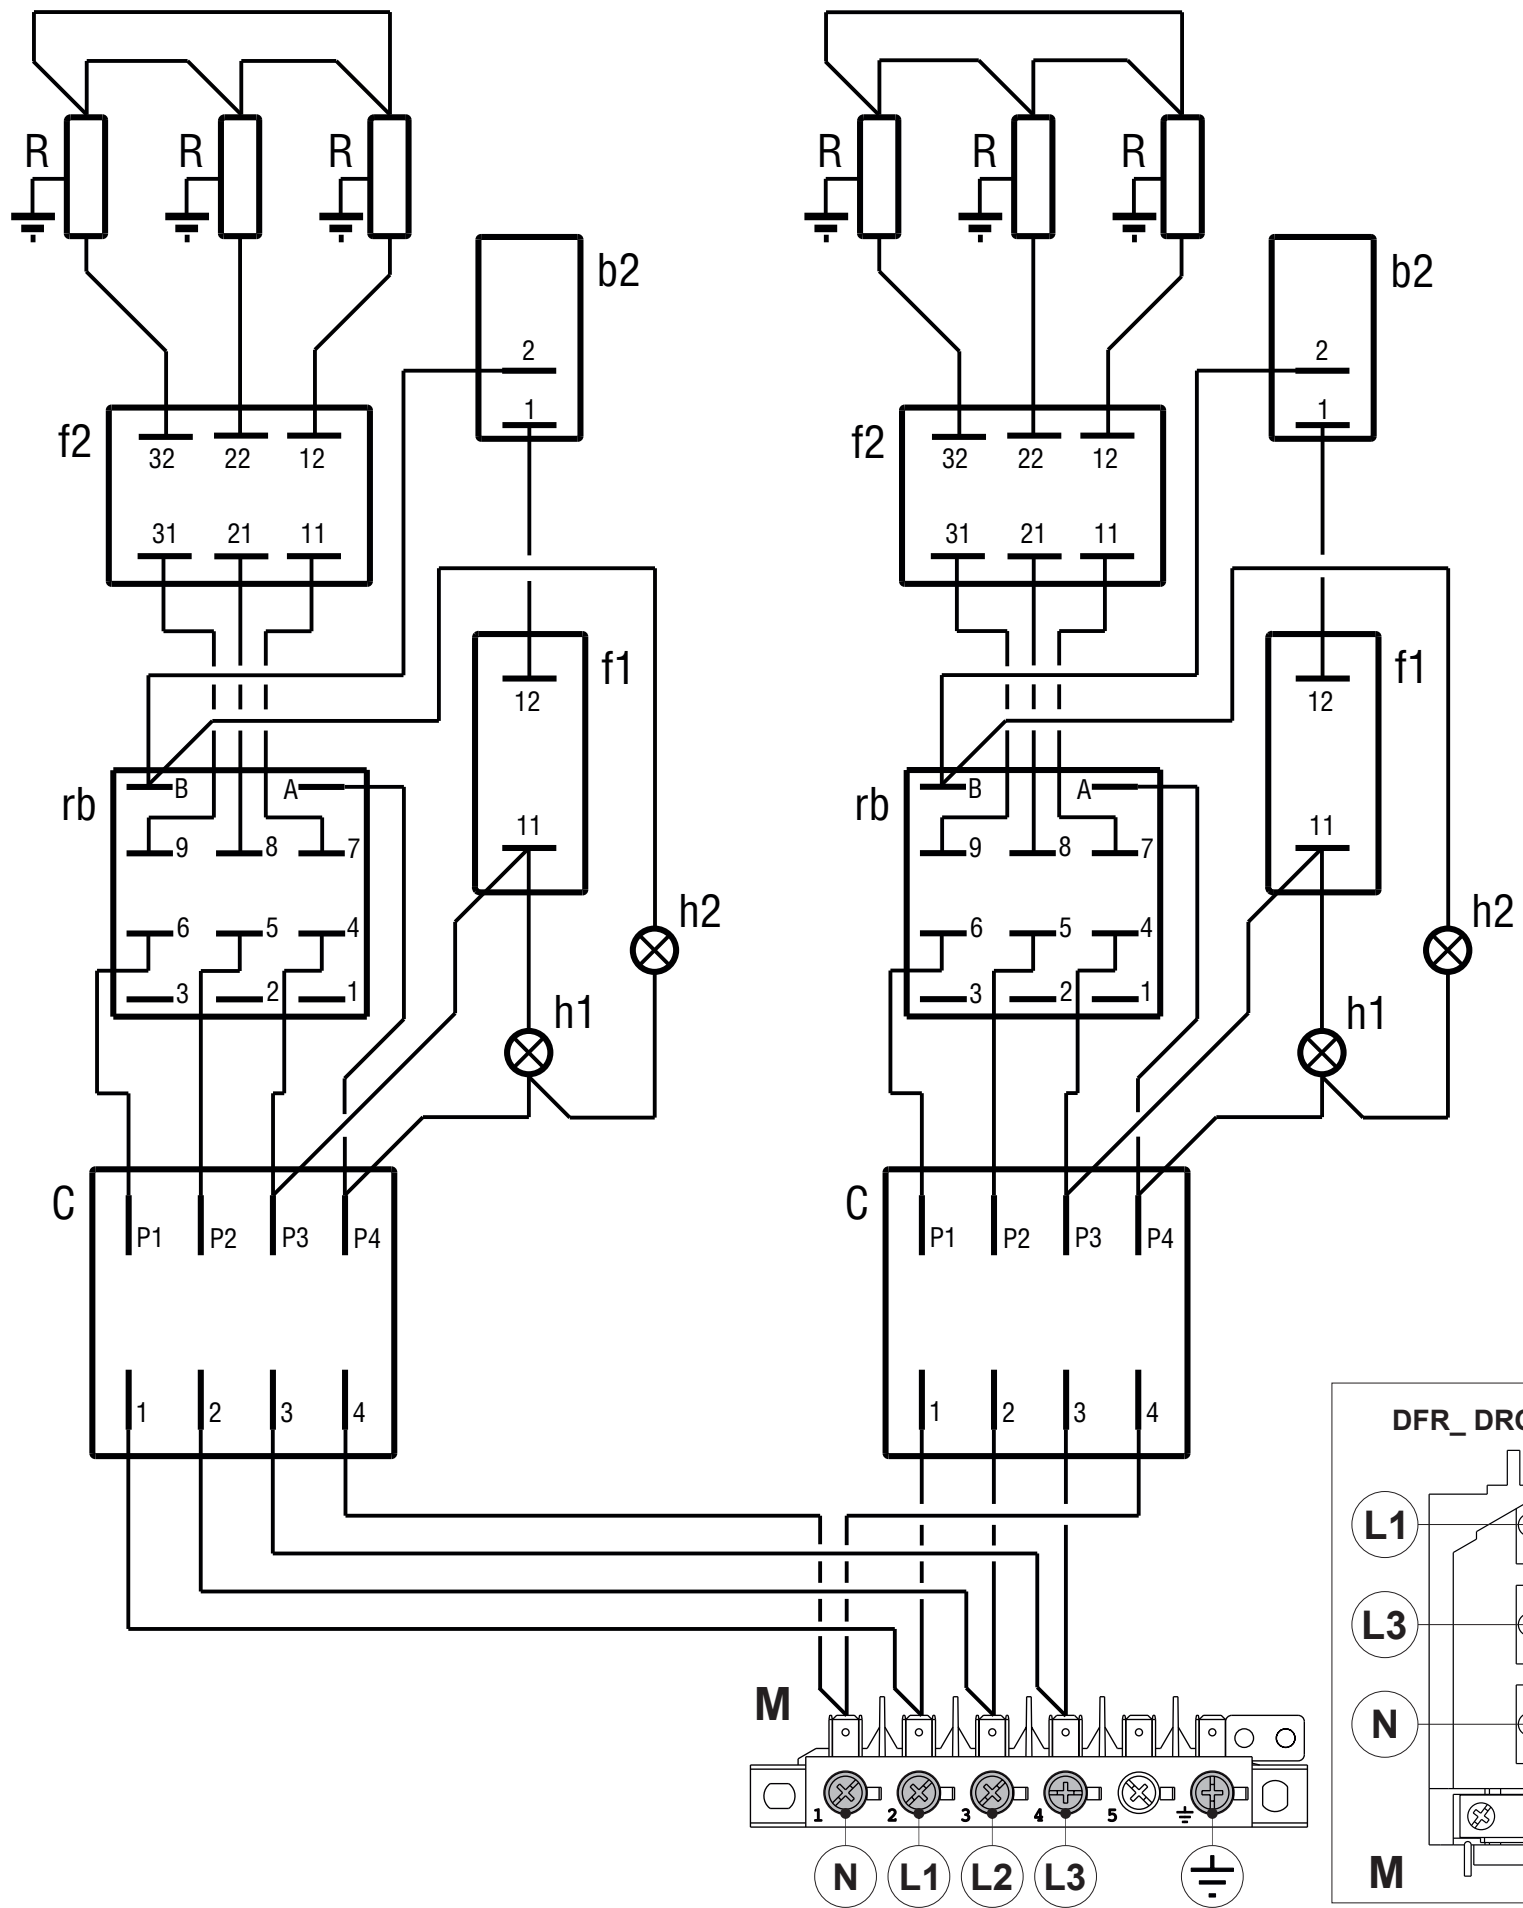 R R R R R R
b2 b2
2 2
1 1
f2 32 22 12 f2 32 22 12
31 21 11 31 21 11
f1 f1
12 12
rb B A rb B A
11 11
9 8 7 9 8 7
6 5 4 6 5 4
h2 h2
3 2 1 3 2 1
h1 h1
C C
P1 P2 P3 P4 P1 P2 P3 P4
1 2 3 4 1 2 3 4
M
1 2 3 4 5
N L1 L2 L3
DFR_
L1
L3
N
M